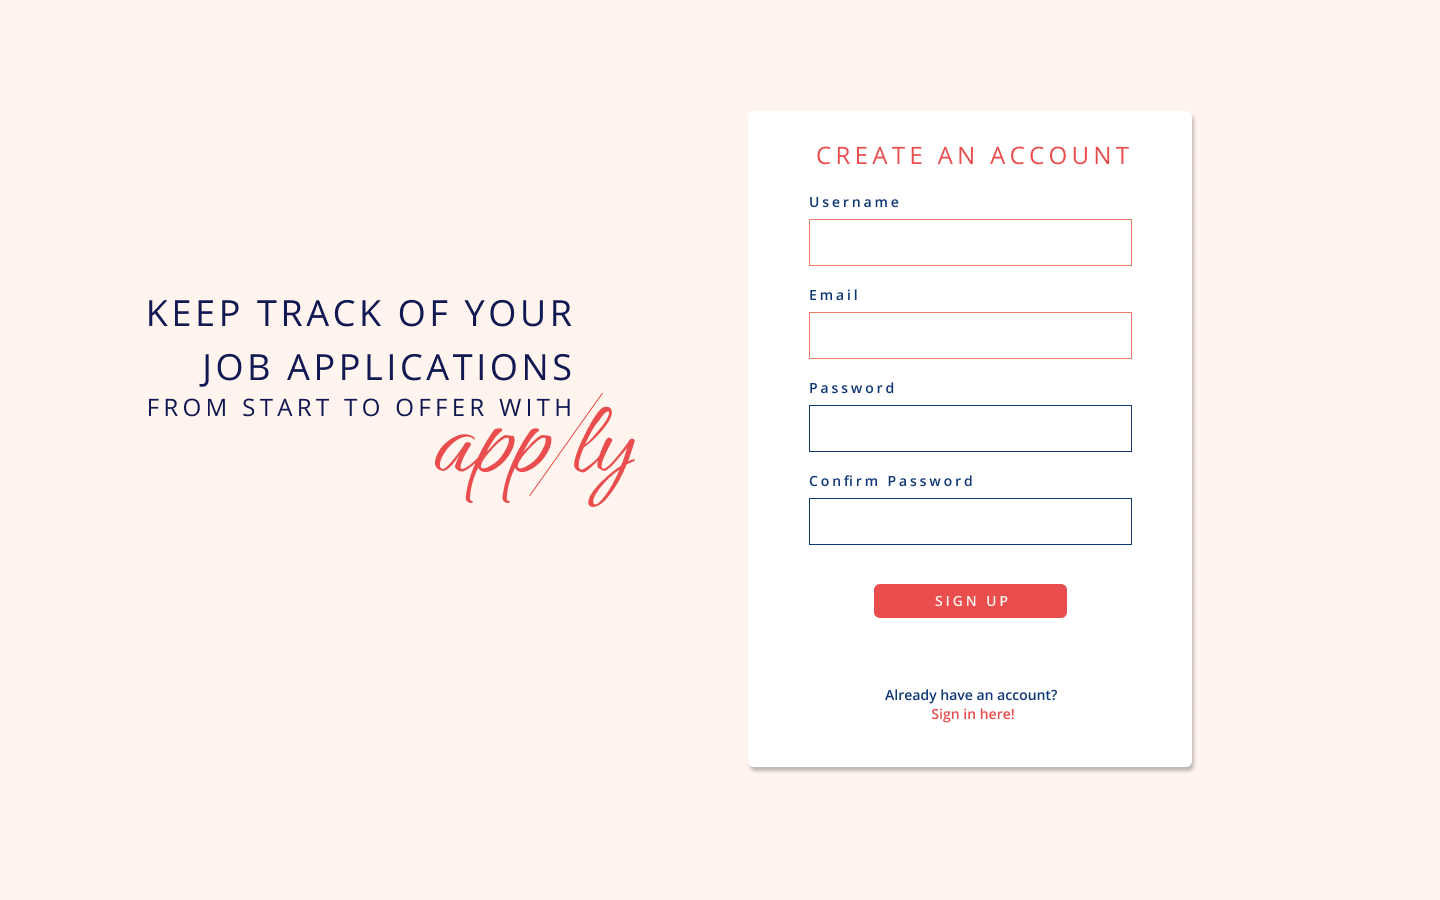 KEEP TRACK OF YOUR
JOB APPLICATIONS
FROM START TO OFFER WITH
app/ly
CREATE AN ACCOUNT
Username
Email
Password
Confirm Password
SIGN UP
Already have an account?
Sign in here!